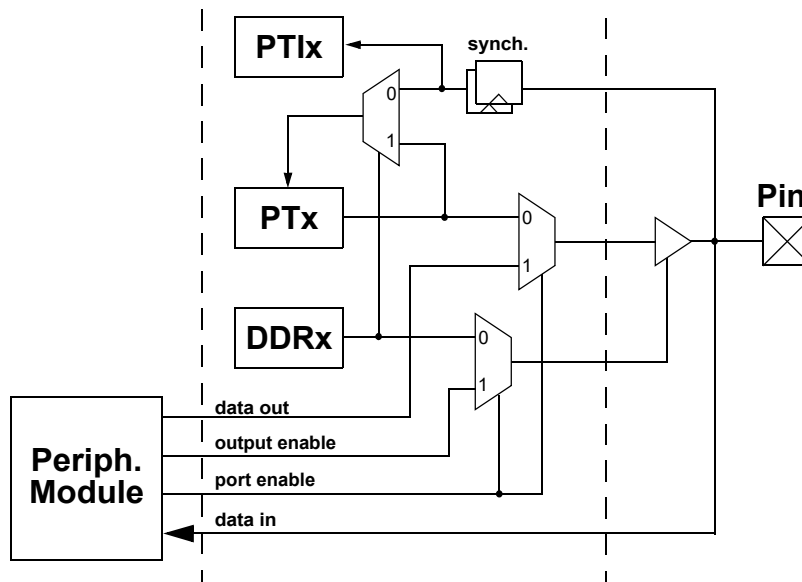 PTIx
synch.
0
1
PTx
Pin
0
1
DDRx
0
1
data out
Periph.
Module
output enable
port enable
data in